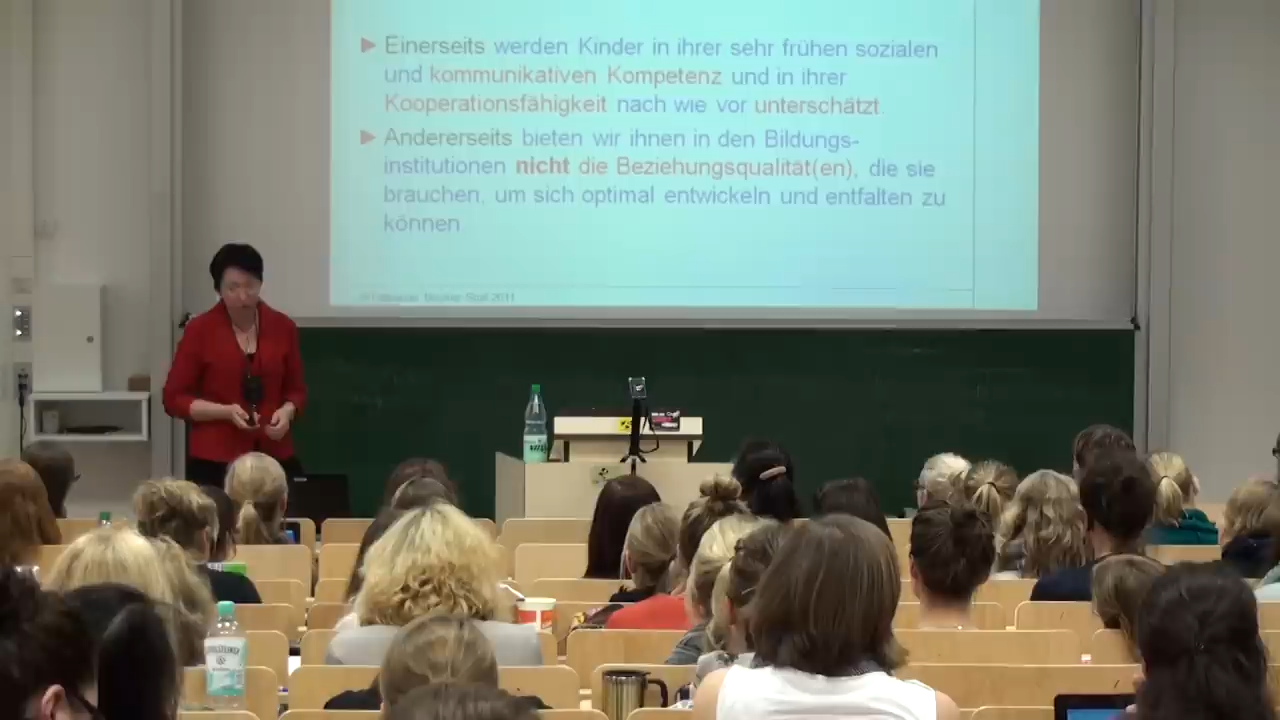 Einerseits werden Kinder in ihrer sehr frühen sozialen
und kommunikativen Kompetenz und in ihrer
Kooperationsfähigkeit nach wie vor unterschätzt.
Andererseits bieten wir ihnen in den Bildungs-
institutionen nicht die Beziehungsqualität(en), die sie
brauchen, um sich optimal entwickeln und entfalten zu
können
2011